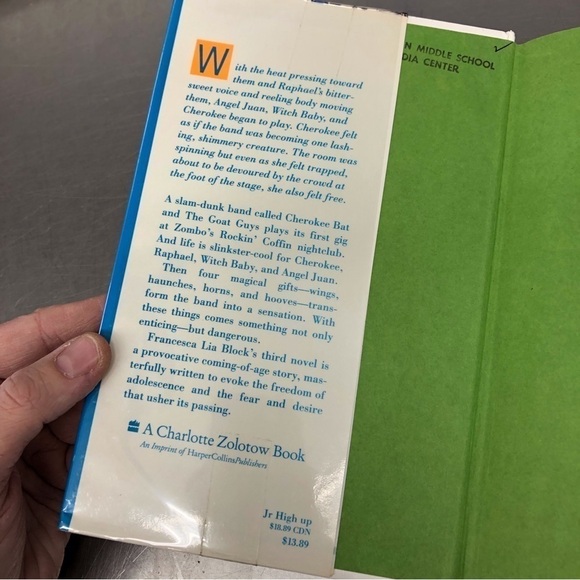 With the heat pressing toward
them and Raphael's bitter-
sweet voice and reeling body moving
them, Angel Juan, Witch Baby, and
Cherokee began to play. Cherokee felt
as if the band was becoming one lash-
ing, shimmery creature. The room was
spinning but even as she felt trapped,
about to be devoured by the crowd at
the foot of the stage, she also felt free.
A slam-dunk band called Cherokee Bat
and The Goat Guys plays its first gig
at Zombo's Rockin' Coffin nightclub.
And life is slinkster-cool for Cherokee,
Raphael, Witch Baby, and Angel Juan.
Then four magical gifts—wings,
haunches, horns, and hooves—trans-
form the band into a sensation. With
these things comes something not only
enticing—but dangerous.
Francesca Lia Block's third novel is
a provocative coming-of-age story, mas-
terfully written to evoke the freedom of
adolescence and the fear and desire
that usher its passing.
A Charlotte Zolotow Book
An Imprint of HarperCollinsPublishers
Jr High up
$18.89 CDN
$13.89
N MIDDLE SCHOOL
DIA CENTER